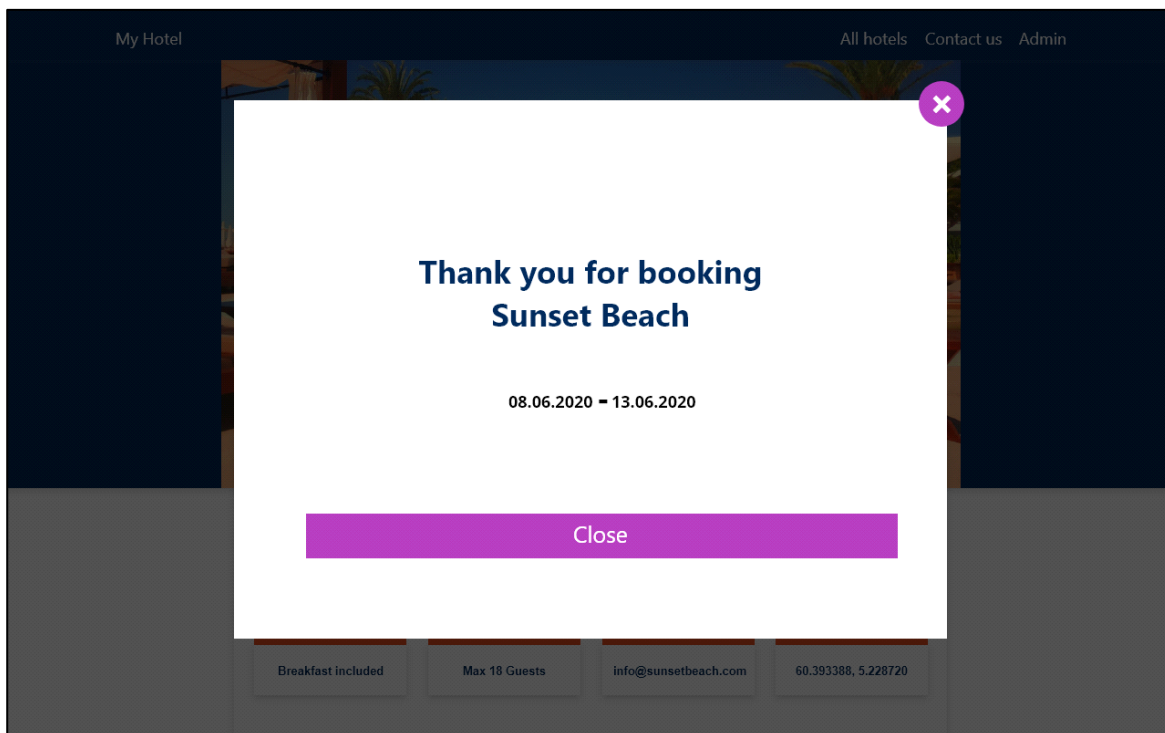 My Hotel
All hotels Contact us Admin
Thank you for booking
Sunset Beach
08.06.2020 - 13.06.2020
Close
Breakfast included
Max 18 Guests
info@sunsetbeach.com
60.393388, 5.228720